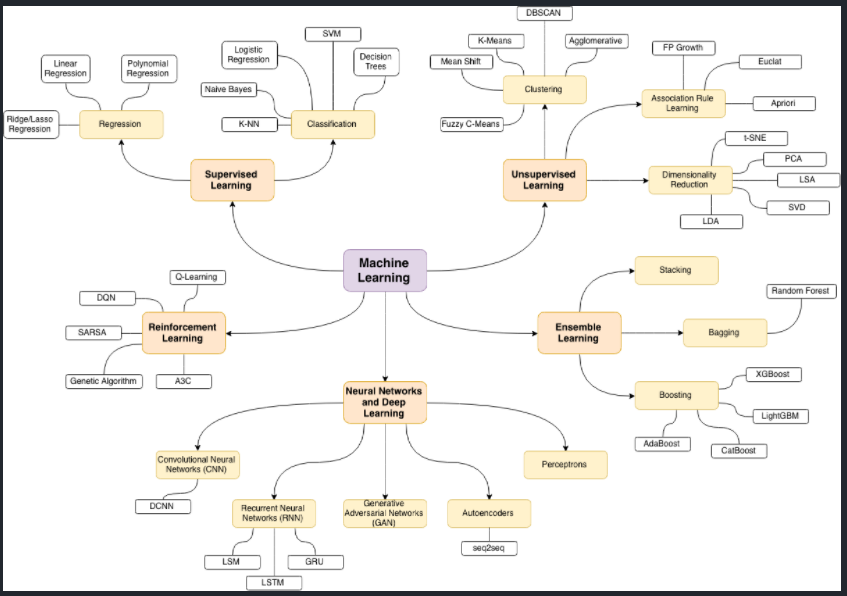 DBSCAN
SVM
K-Means
Agglomerative
Logistic
Regression
FP Growth
Linear
Regression
Polynomial
Regression
Decision
Trees
Mean Shift
Euclat
Naive Bayes
Clustering
Association Rule
Learning
Apriori
Ridge/Lasso
Regression
Regression
K-NN
Classification
Fuzzy C-Means
t-SNE
PCA
Supervised
Learning
Unsupervised
Learning
Dimensionality
Reduction
LSA
SVD
LDA
Machine
Learning
Q-Learning
Stacking
DQN
Random Forest
SARSA
Reinforcement
Learning
Ensemble
Learning
Bagging
Genetic Algorithm
A3C
XGBoost
Neural Networks
and Deep
Learning
Boosting
LightGBM
AdaBoost
CatBoost
Convolutional Neural
Networks (CNN)
Perceptrons
DCNN
Recurrent Neural
Networks (RNN)
Generative
Adversarial Networks
(GAN)
Autoencoders
seq2seq
LSM
GRU
LSTM